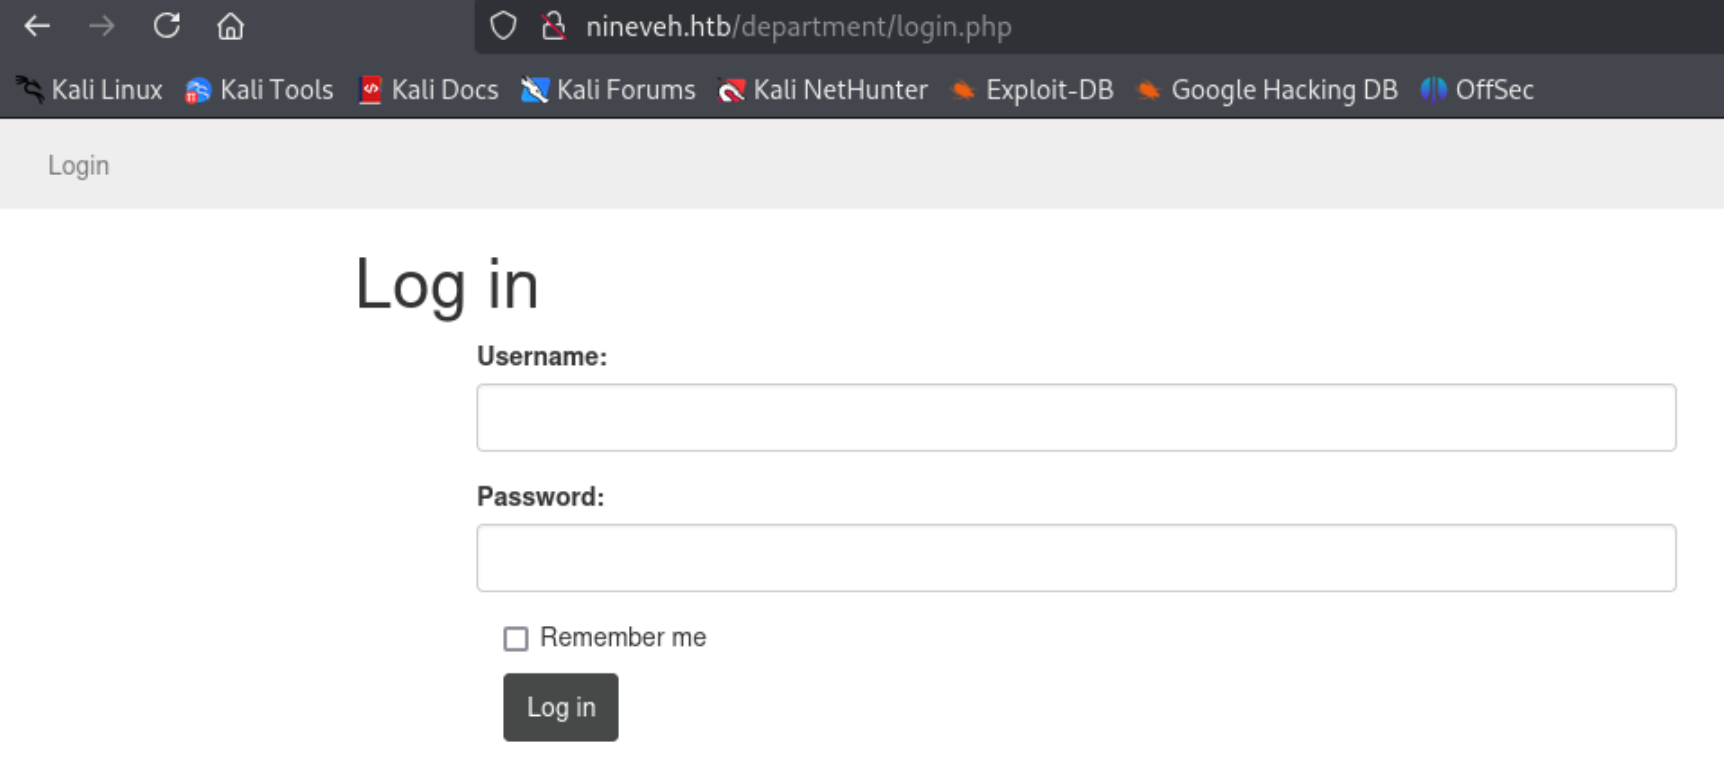 nineveh.htb/department/login.php
Kali Linux Kali Tools Kali Docs Kali Forums Kali NetHunter Exploit-DB Google Hacking DB OffSec
Login
Log in
Username:
Password:
Remember me
Log in